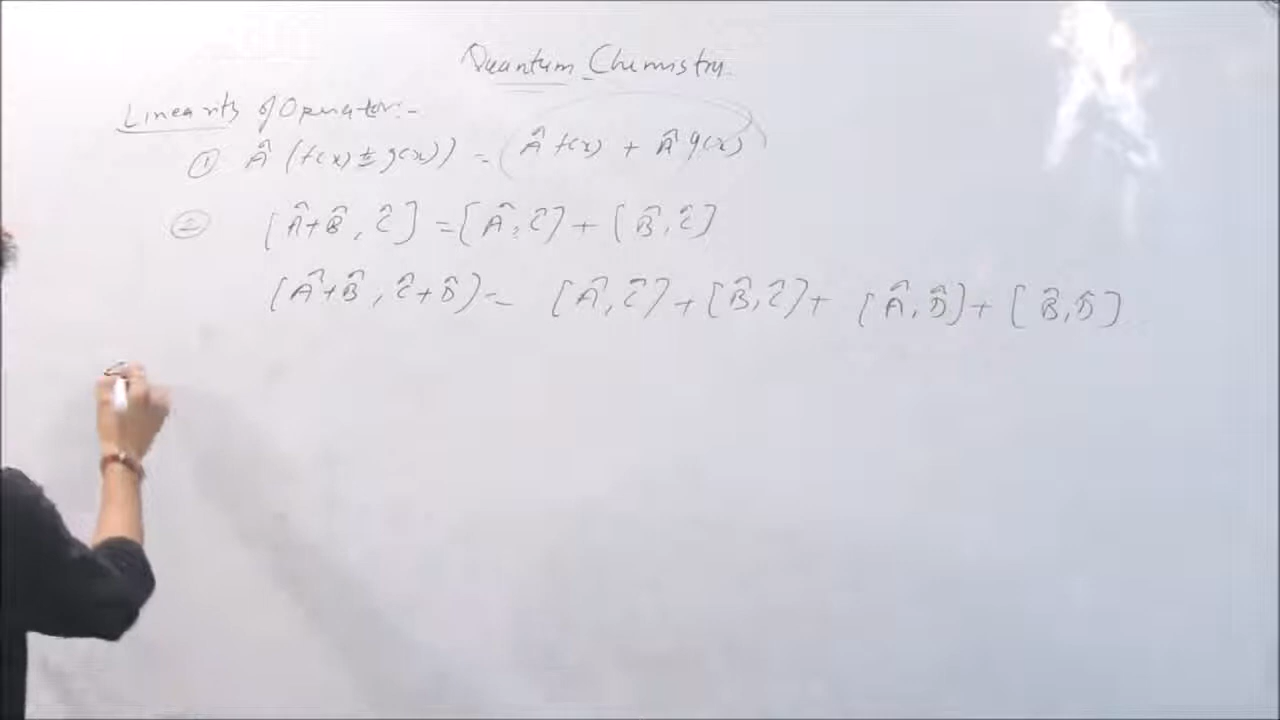 Quantum Chemistry.
Linearity of Operator:-
① Â (f(x) ± g(x)) = (Â f(x) + Â g(x))
② [Â+B̂, Ĉ] = [Â, Ĉ] + [B̂, Ĉ]
[Â+B̂, Ĉ+D̂] = [Â, Ĉ] + [B̂, Ĉ] + [Â, D̂] + [B̂, D̂]